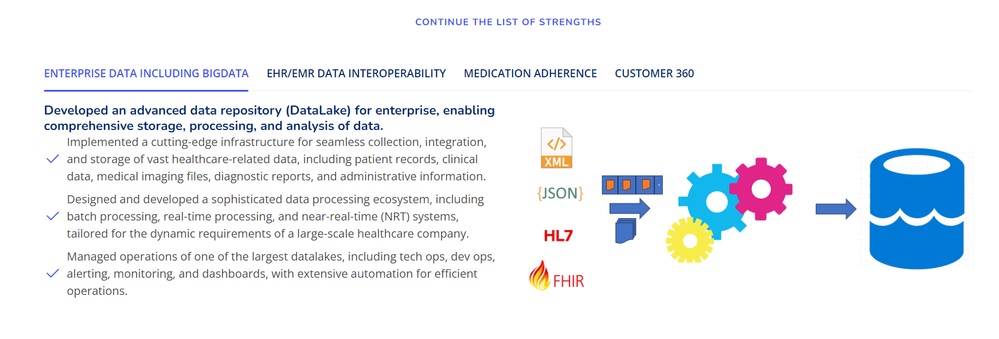 CONTINUE THE LIST OF STRENGTHS
ENTERPRISE DATA INCLUDING BIGDATA
EHR/EMR DATA INTEROPERABILITY
MEDICATION ADHERENCE
CUSTOMER 360
Developed an advanced data repository (DataLake) for enterprise, enabling
comprehensive storage, processing, and analysis of data.
Implemented a cutting-edge infrastructure for seamless collection, integration,
and storage of vast healthcare-related data, including patient records, clinical
data, medical imaging files, diagnostic reports, and administrative information.
Designed and developed a sophisticated data processing ecosystem, including
batch processing, real-time processing, and near-real-time (NRT) systems,
tailored for the dynamic requirements of a large-scale healthcare company.
Managed operations of one of the largest datalakes, including tech ops, dev ops,
alerting, monitoring, and dashboards, with extensive automation for efficient
operations.
</>
XML
{JSON}
HL7
FHIR